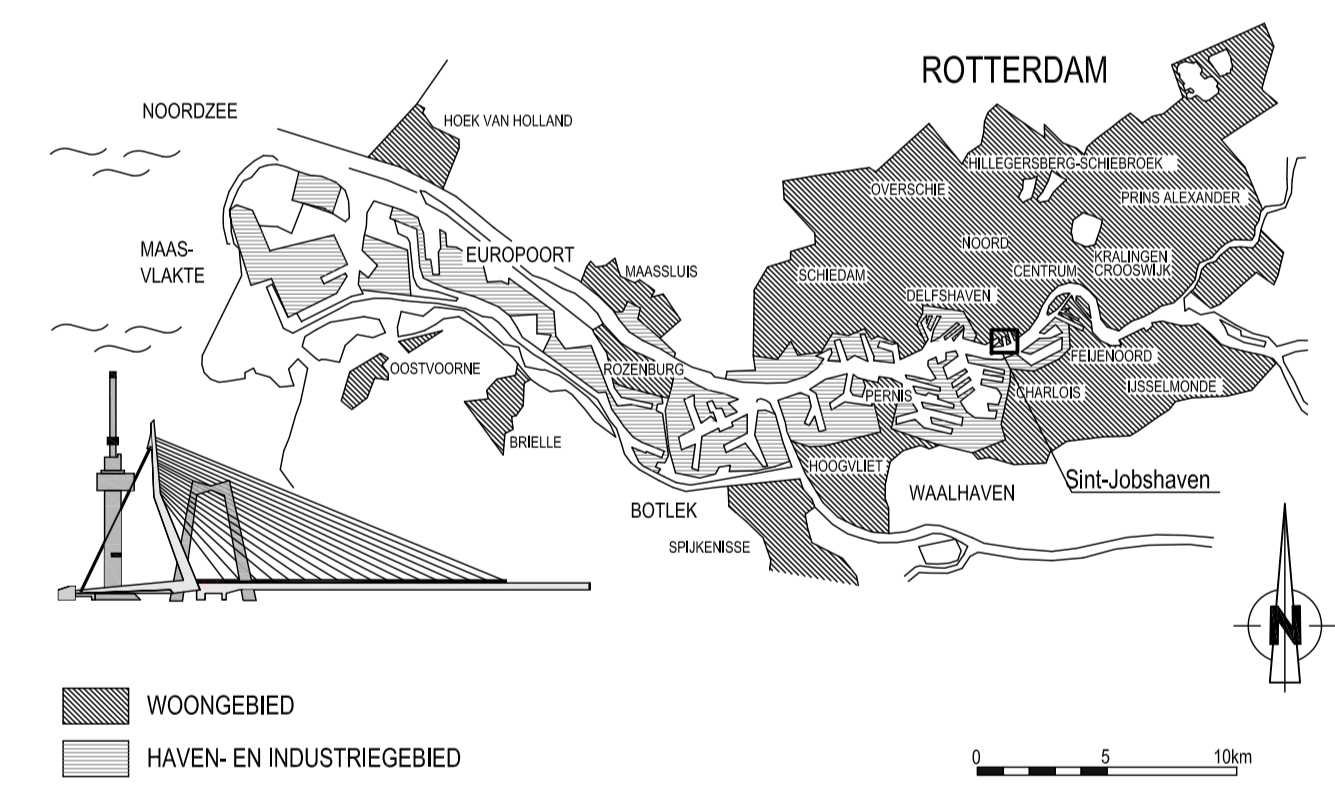 ROTTERDAM
NOORDZEE
HOEK VAN HOLLAND
HILLEGERSBERG-SCHIEBROEK
OVERSCHIE
PRINS ALEXANDER
MAAS-
VLAKTE
EUROPOORT
NOORD
MAASSLUIS
SCHIEDAM
CENTRUM
KRALINGEN
CROOSWIJK
DELFSHAVEN
FEIJENOORD
OOSTVOORNE
ROZENBURG
PERNIS
CHARLOIS
IJSSELMONDE
BRIELLE
HOOGVLIET
WAALHAVEN
Sint-Jobshaven
BOTLEK
SPIJKENISSE
N
WOONGEBIED
HAVEN- EN INDUSTRIEGEBIED
0 5 10km